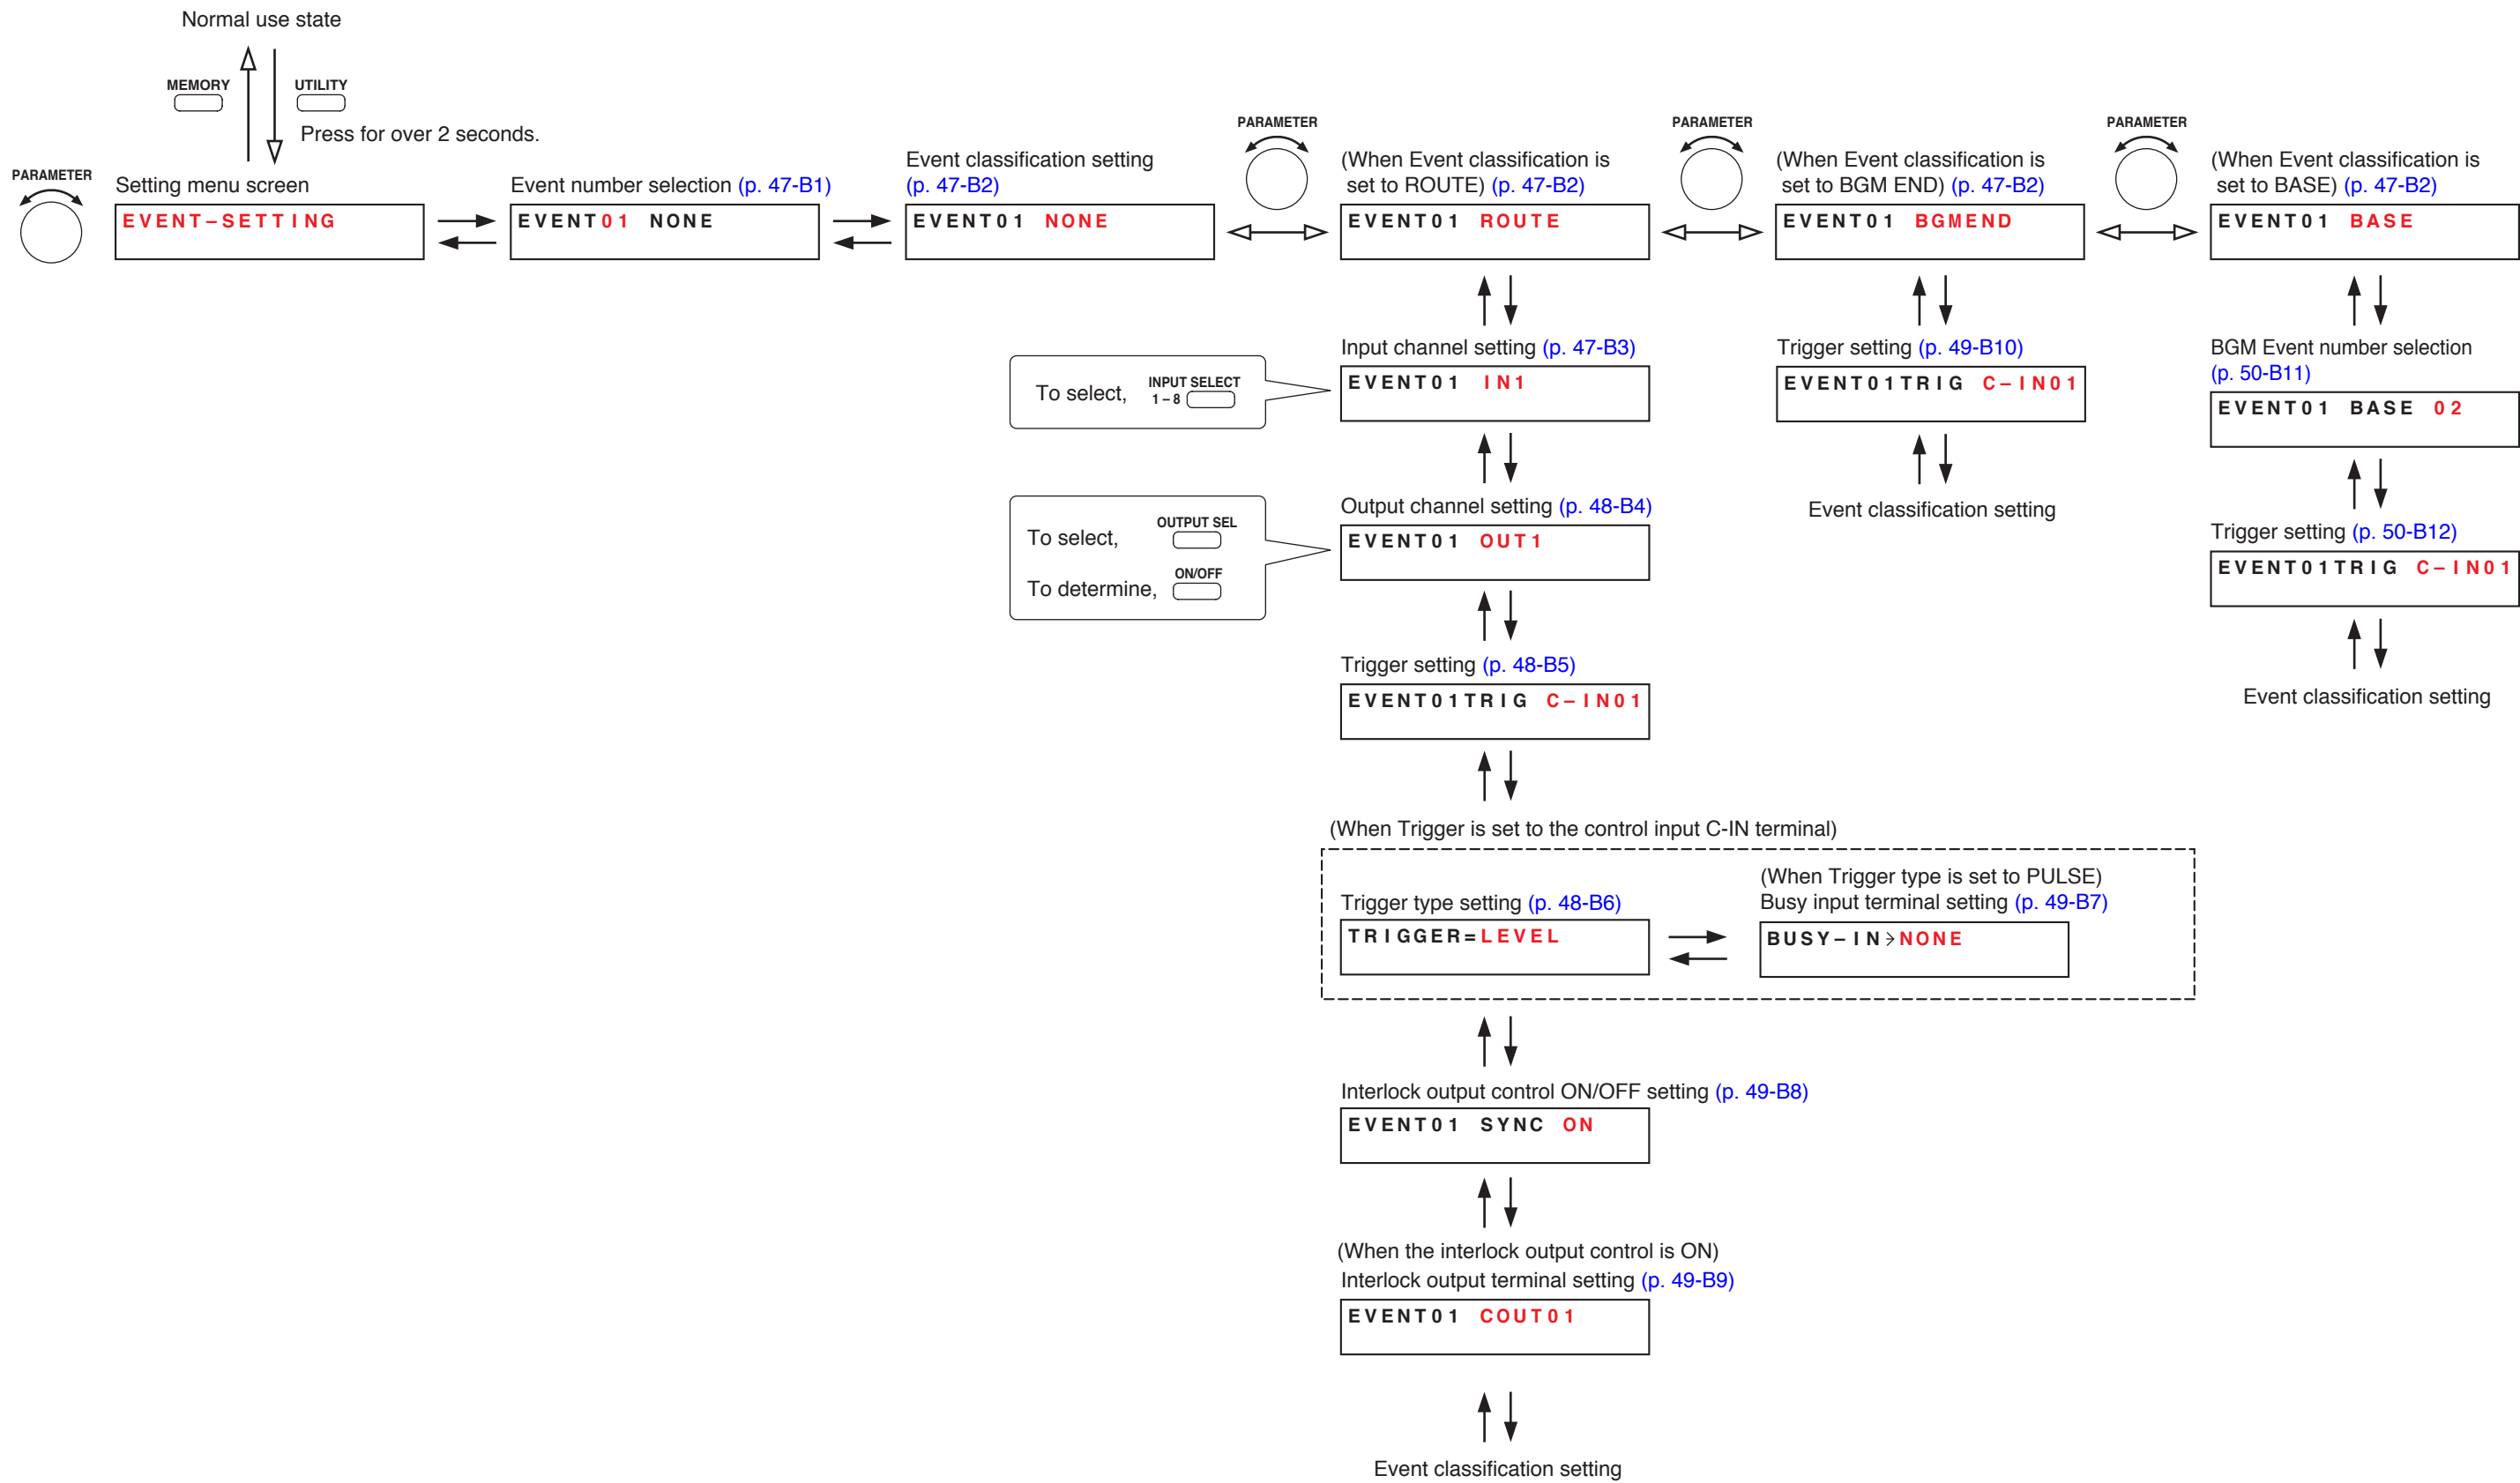 Normal use state
MEMORY
UTILITY
Press for over 2 seconds.
PARAMETER
Setting menu screen
EVENT–SETTING
Event number selection (p. 47-B1)
EVENT01 NONE
Event classification setting
(p. 47-B2)
EVENT01 NONE
PARAMETER
(When Event classification is
set to ROUTE) (p. 47-B2)
EVENT01 ROUTE
PARAMETER
(When Event classification is
set to BGM END) (p. 47-B2)
EVENT01 BGMEND
PARAMETER
(When Event classification is
set to BASE) (p. 47-B2)
EVENT01 BASE
To select,
INPUT SELECT
1 – 8
Input channel setting (p. 47-B3)
EVENT01 IN1
To select,
OUTPUT SEL
To determine,
ON/OFF
Output channel setting (p. 48-B4)
EVENT01 OUT1
Trigger setting (p. 48-B5)
EVENT01TRIG C–IN01
(When Trigger is set to the control input C-IN terminal)
Trigger type setting (p. 48-B6)
TRIGGER=LEVEL
(When Trigger type is set to PULSE)
Busy input terminal setting (p. 49-B7)
BUSY–IN>NONE
Interlock output control ON/OFF setting (p. 49-B8)
EVENT01 SYNC ON
(When the interlock output control is ON)
Interlock output terminal setting (p. 49-B9)
EVENT01 COUT01
Event classification setting
Trigger setting (p. 49-B10)
EVENT01TRIG C–IN01
Event classification setting
BGM Event number selection
(p. 50-B11)
EVENT01 BASE 02
Trigger setting (p. 50-B12)
EVENT01TRIG C–IN01
Event classification setting